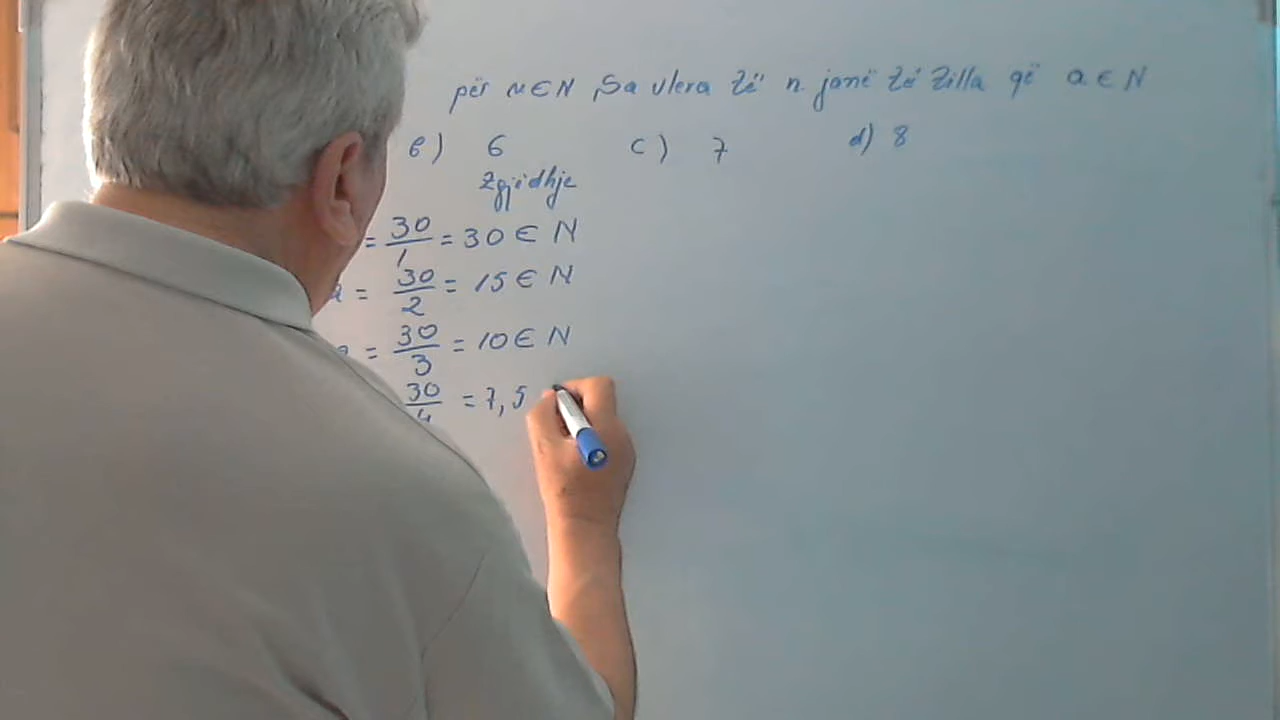 për n∈N, Sa vlera të n janë të tilla që a ∈ N
b) 6 c) 7 d) 8
Zgjidhje
= 30/1 = 30 ∈ N
a = 30/2 = 15 ∈ N
= 30/3 = 10 ∈ N
30/4 = 7,5